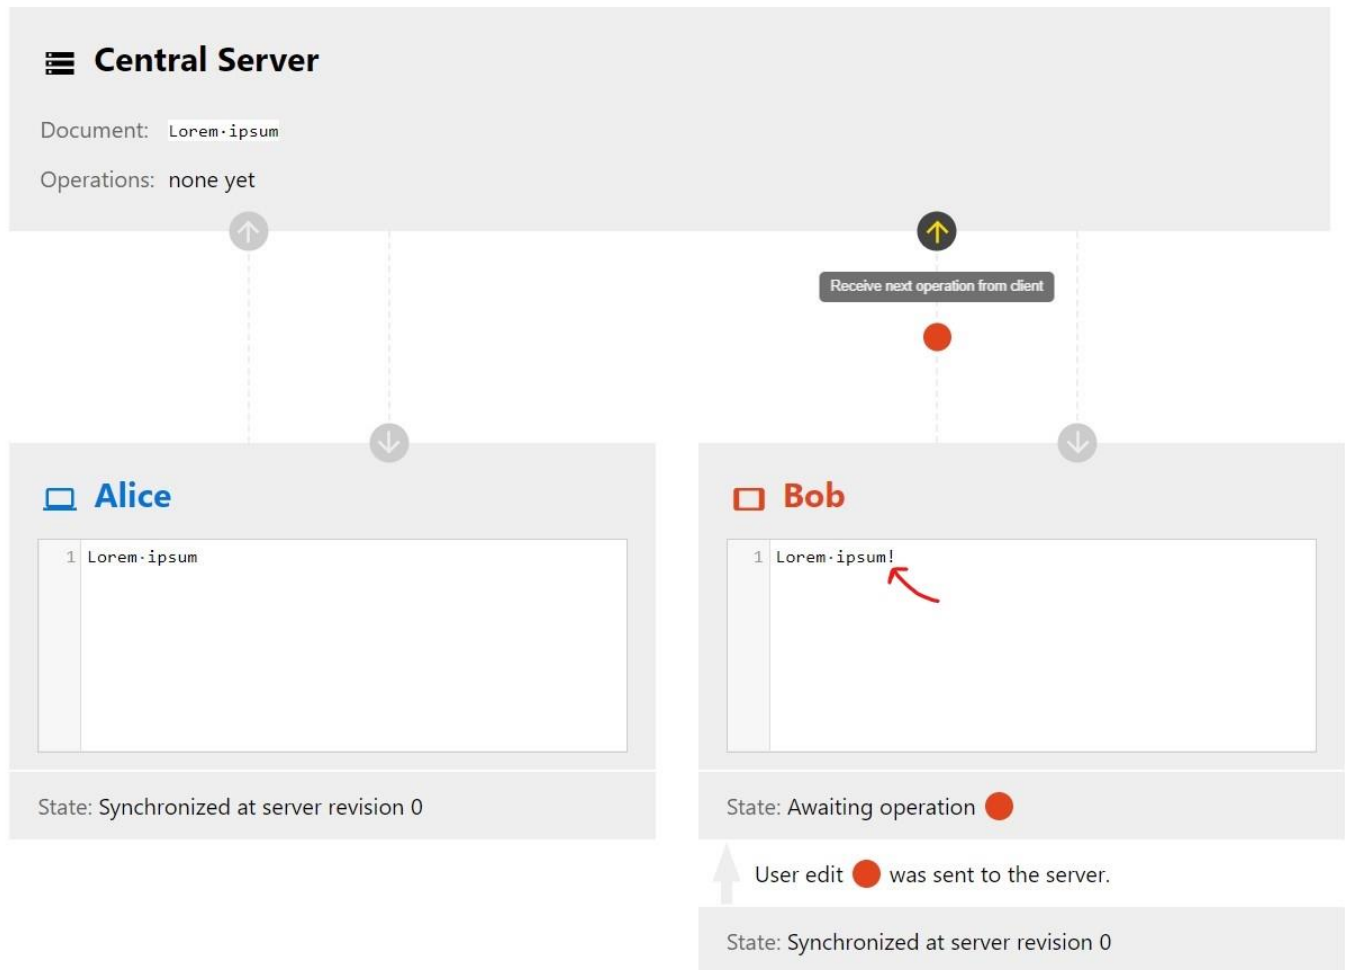 Central Server
Document: Lorem·ipsum
Operations: none yet
Receive next operation from client
Alice
1 Lorem·ipsum
State: Synchronized at server revision 0
Bob
1 Lorem·ipsum!
State: Awaiting operation
User edit was sent to the server.
State: Synchronized at server revision 0